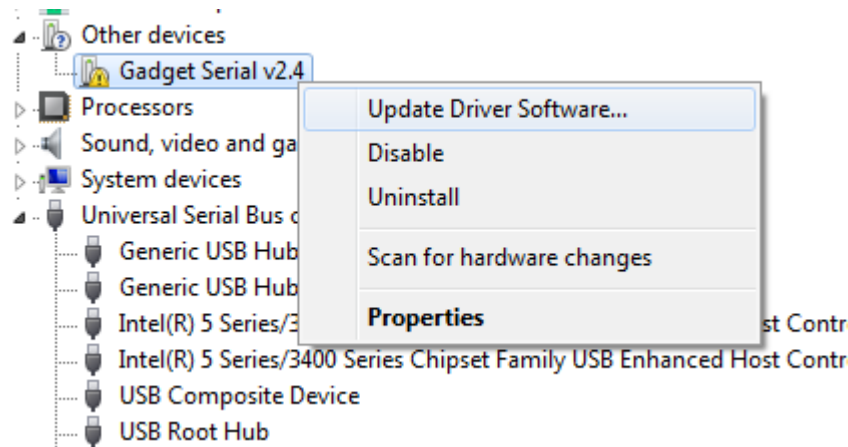 Other devices
Gadget Serial v2.4
Update Driver Software...
Processors
Disable
Sound, video and ga
System devices
Uninstall
Universal Serial Bus
Generic USB Hub
Scan for hardware changes
Generic USB Hub
Properties
Intel(R) 5 Series/3 st Contr
Intel(R) 5 Series/3400 Series Chipset Family USB Enhanced Host Contr
USB Composite Device
USB Root Hub